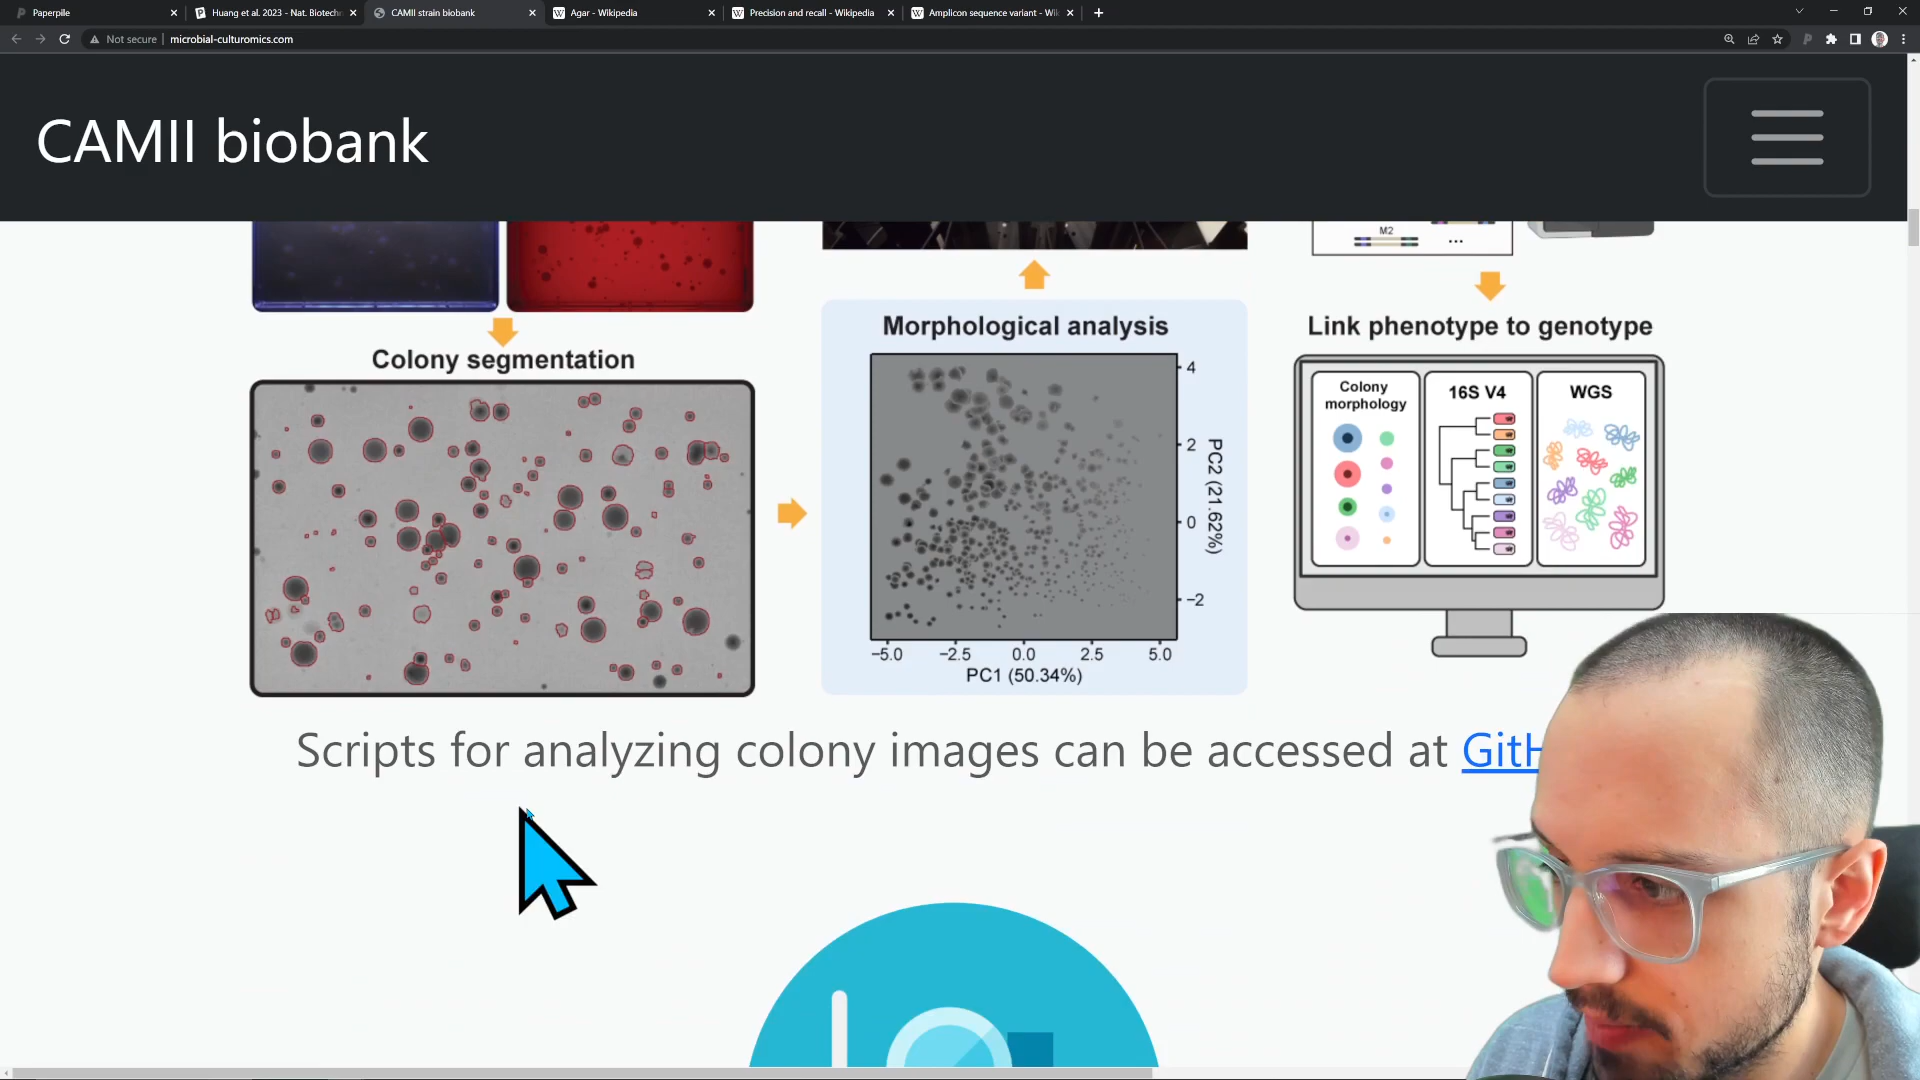 Paperpile
Huang et al. 2023 - Nat. Biotechn
CAMII strain biobank
Agar - Wikipedia
Precision and recall - Wikipedia
Amplicon sequence variant - Wik
Not secure
microbial-culturomics.com
CAMII biobank
M2
...
Colony segmentation
Morphological analysis
4
2
0
−2
PC2 (21.62%)
−5.0 −2.5 0.0 2.5 5.0
PC1 (50.34%)
Link phenotype to genotype
Colony
morphology
16S V4
WGS
Scripts for analyzing colony images can be accessed at GitH